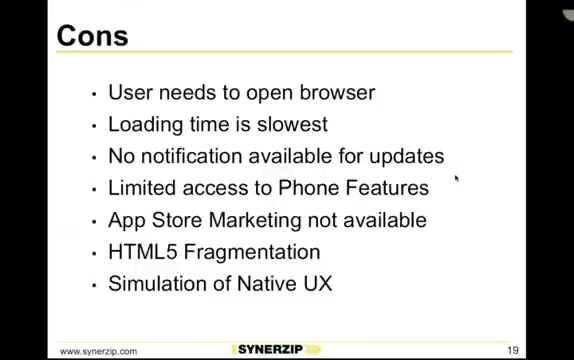 Cons
• User needs to open browser
• Loading time is slowest
• No notification available for updates
• Limited access to Phone Features
• App Store Marketing not available
• HTML5 Fragmentation
• Simulation of Native UX
www.synerzip.com SYNERZIP 19